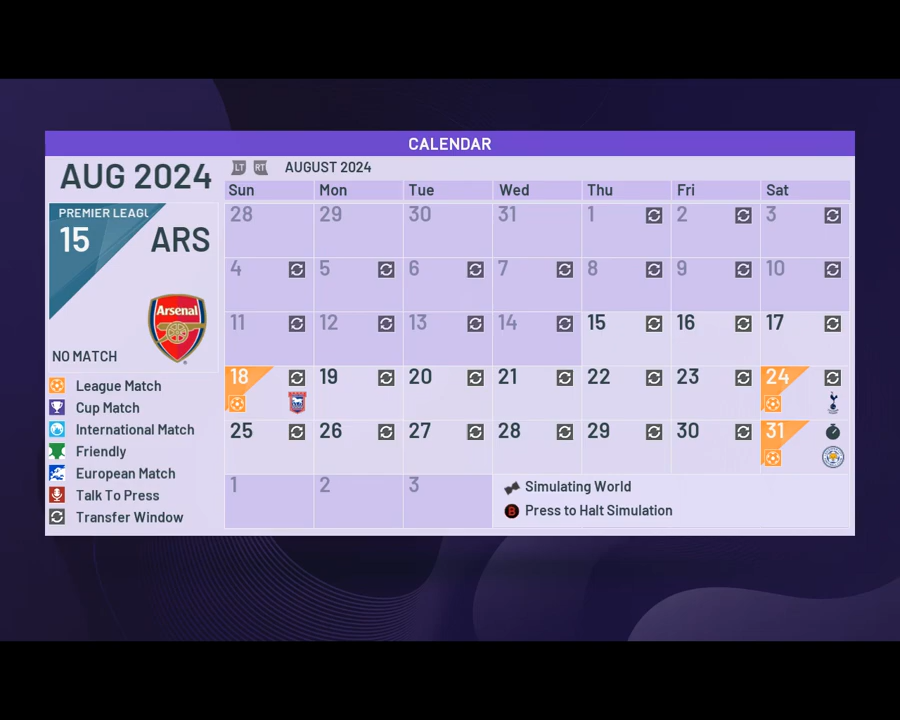 CALENDAR
AUG 2024
LT RT AUGUST 2024
Sun Mon Tue Wed Thu Fri Sat
PREMIER LEAGU
15 ARS
Arsenal
NO MATCH
28 29 30 31 1 2 3
4 5 6 7 8 9 10
11 12 13 14 15 16 17
18 19 20 21 22 23 24
25 26 27 28 29 30 31
1 2 3
League Match
Cup Match
International Match
Friendly
European Match
Talk To Press
Transfer Window
Simulating World
B Press to Halt Simulation